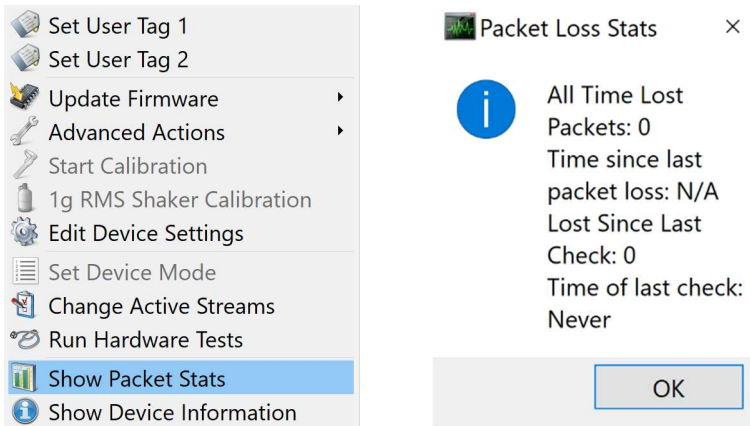 Set User Tag 1
Set User Tag 2
Update Firmware
Advanced Actions
Start Calibration
1g RMS Shaker Calibration
Edit Device Settings
Set Device Mode
Change Active Streams
Run Hardware Tests
Show Packet Stats
Show Device Information
Packet Loss Stats
All Time Lost
Packets: 0
Time since last
packet loss: N/A
Lost Since Last
Check: 0
Time of last check:
Never
OK